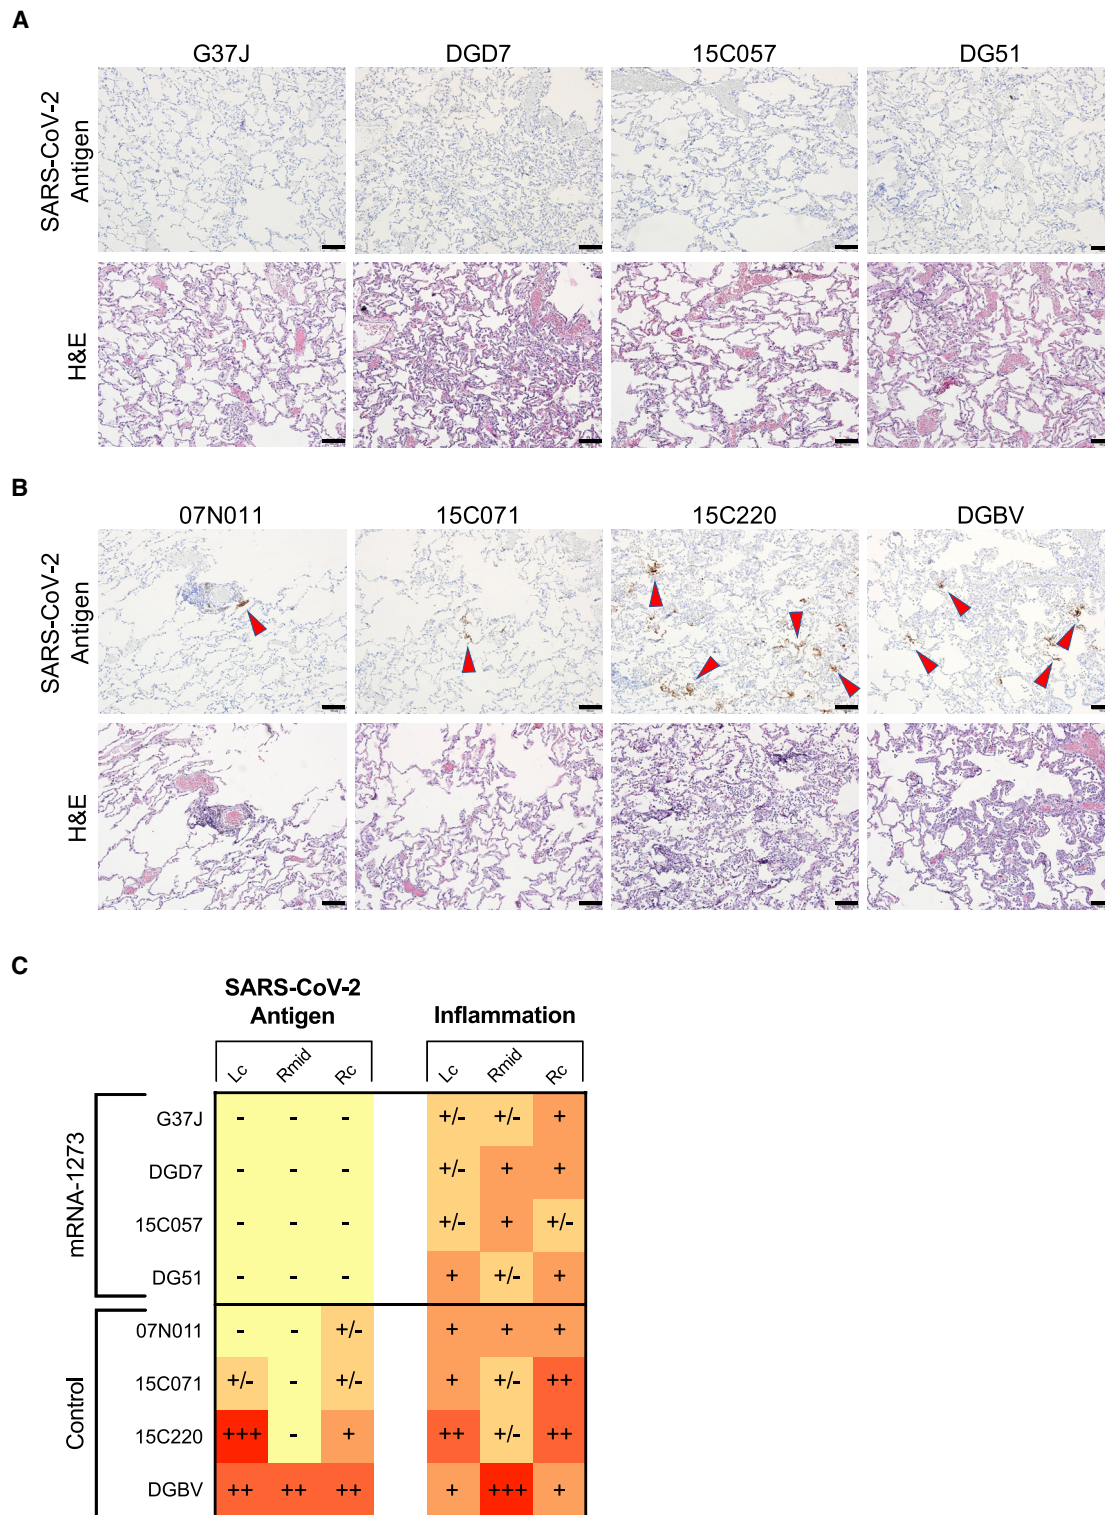 A
G37J DGD7 15C057 DG51
SARS-CoV-2
Antigen
H&E
B
07N011 15C071 15C220 DGBV
SARS-CoV-2
Antigen
H&E
C
SARS-CoV-2
Antigen
Inflammation
Lc Rmid Rc Lc Rmid Rc
mRNA-1273
G37J - - - +/- +/- +
DGD7 - - - +/- + +
15C057 - - - +/- + +/-
DG51 - - - + +/- +
Control
07N011 - - +/- + + +
15C071 +/- - +/- + +/- ++
15C220 +++ - + ++ +/- ++
DGBV ++ ++ ++ + +++ +